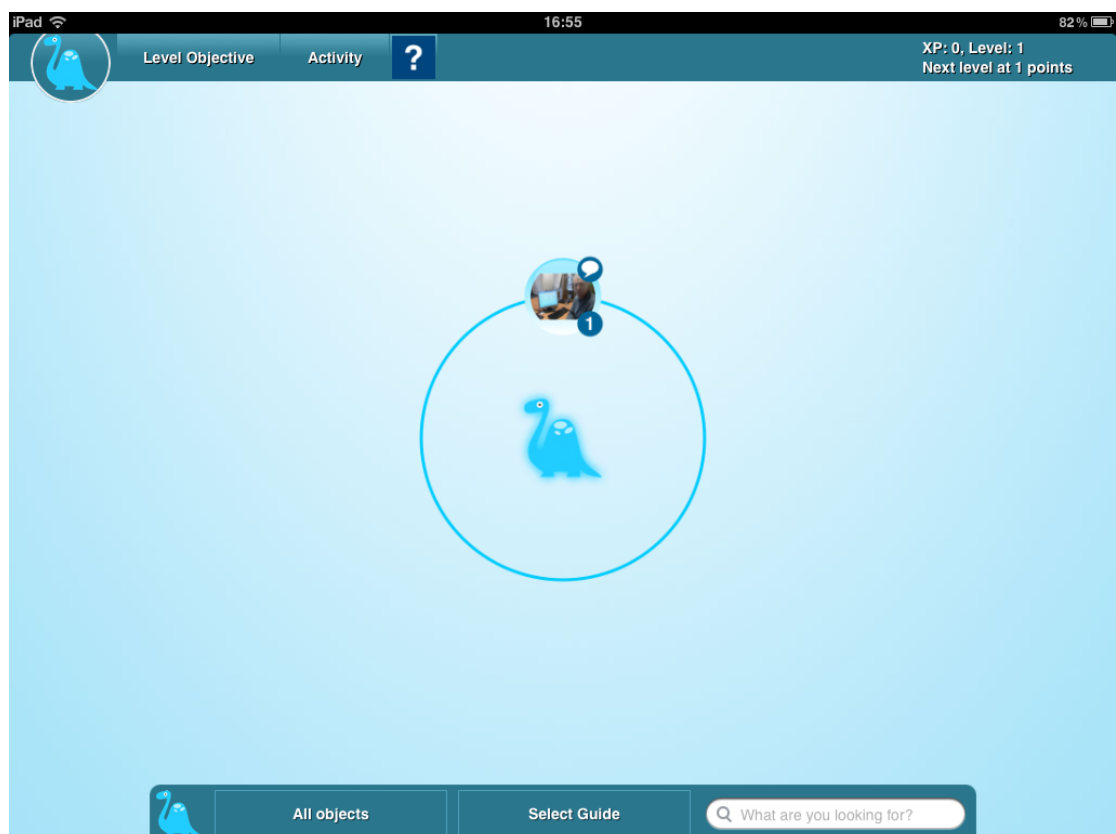 iPad 16:55 82%
Level Objective Activity ? XP: 0, Level: 1
Next level at 1 points
1
All objects Select Guide What are you looking for?